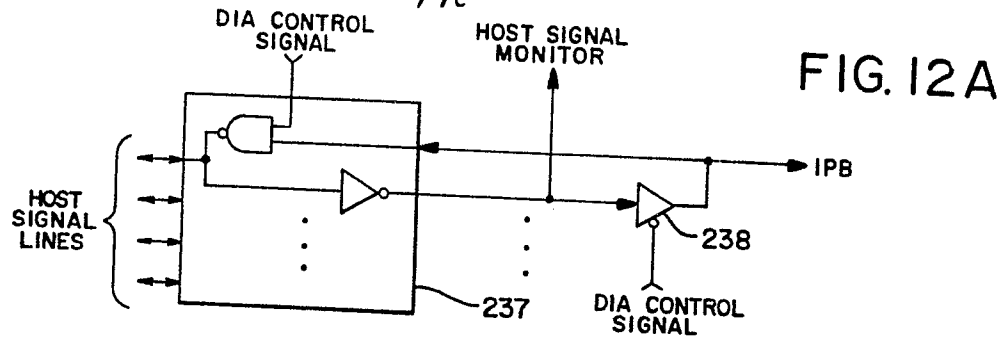 DIA CONTROL
SIGNAL
HOST SIGNAL
MONITOR
FIG. 12A
IPB
HOST
SIGNAL
LINES
238
237
DIA CONTROL
SIGNAL